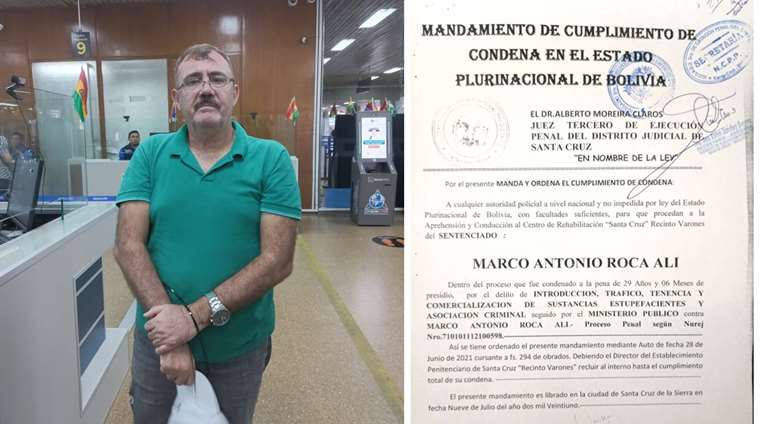 9
MANDAMIENTO DE CUMPLIMIENTO DE
CONDENA EN EL ESTADO
PLURINACIONAL DE BOLIVIA
SECRETARIA
EL DR.ALBERTO MOREIRA CLAROS
JUEZ TERCERO DE EJECUCIÓN
PENAL DEL DISTRITO JUDICIAL DE
SANTA CRUZ
"EN NOMBRE DE LA LEY"
Por el presente MANDA Y ORDENA EL CUMPLIMIENTO DE CONDENA:
A cualquier autoridad policial a nivel nacional y no impedida por ley del Estado
Plurinacional de Bolivia, con facultades suficientes, para que procedan a la
Aprehensión y Conducción al Centro de Rehabilitación "Santa Cruz" Recinto Varones
del SENTENCIADO :
MARCO ANTONIO ROCA ALI
Dentro del proceso que fue condenado a la pena de 29 Años y 06 Meses de
presidio, por el delito de INTRODUCCION, TRAFICO, TENENCIA Y
COMERCIALIZACION DE SUSTANCIAS ESTUPEFACIENTES Y
ASOCIACION CRIMINAL seguido por el MINISTERIO PUBLICO contra
MARCO ANTONIO ROCA ALI.- Proceso Penal según Nurej
Nro.710101112100598.
Así se tiene ordenado el presente mandamiento mediante Auto de fecha 28 de
Junio de 2021 cursante a fs. 294 de obrados. Debiendo el Director del Establecimiento
Penitenciario de Santa Cruz "Recinto Varones" recluir al interno hasta el cumplimiento
total de su condena.
El presente mandamiento es librado en la ciudad de Santa Cruz de la Sierra en
fecha Nueve de Julio del año dos mil Veintiuno.